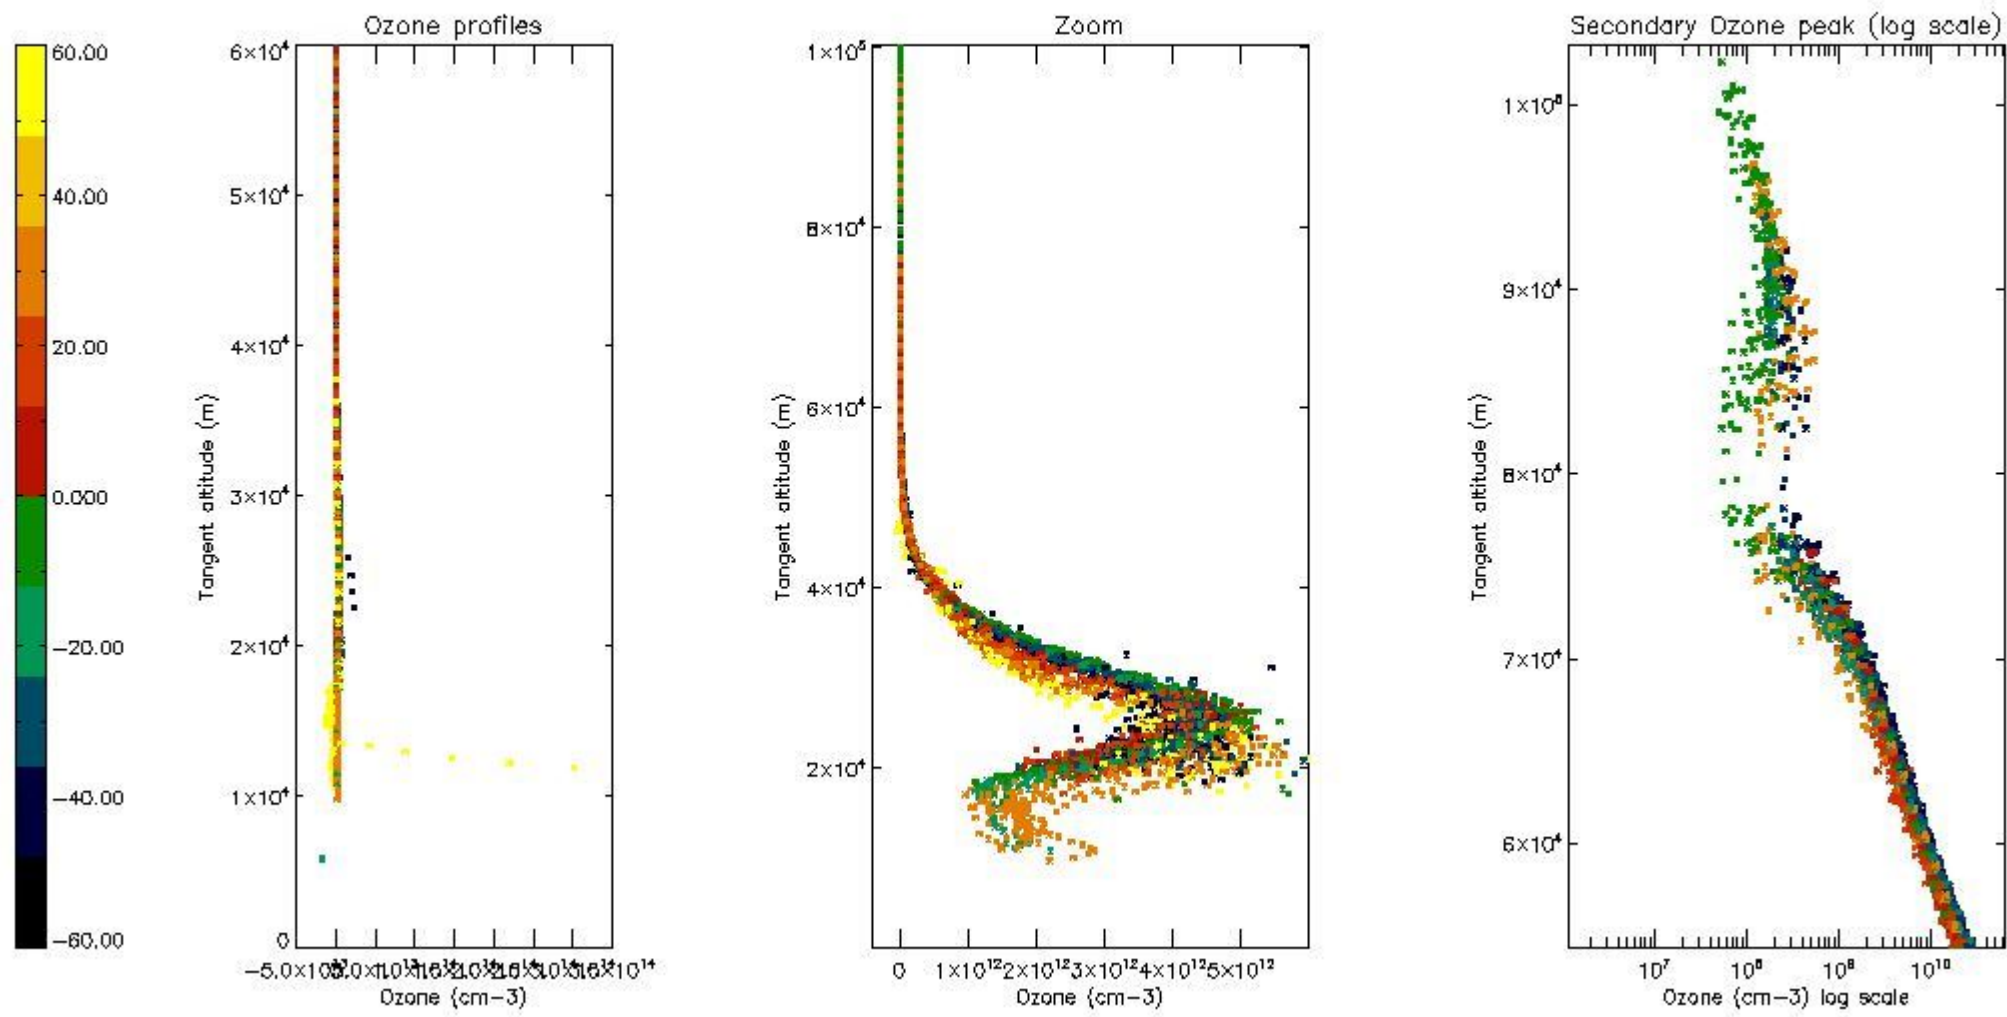 Ozone profiles
Zoom
Secondary Ozone peak (log scale)
60.00
40.00
20.00
0.000
−20.00
−40.00
−60.00
6×10⁴
5×10⁴
4×10⁴
3×10⁴
2×10⁴
1×10⁴
0
Tangent altitude (m)
Ozone (cm−3)
1×10⁵
8×10⁴
6×10⁴
4×10⁴
2×10⁴
Tangent altitude (m)
0 1×10¹² 2×10¹² 3×10¹² 4×10¹² 5×10¹²
Ozone (cm−3)
9×10⁴
8×10⁴
7×10⁴
6×10⁴
Tangent altitude (m)
10⁷ 10⁸ 10⁹ 10¹⁰
Ozone (cm−3) log scale